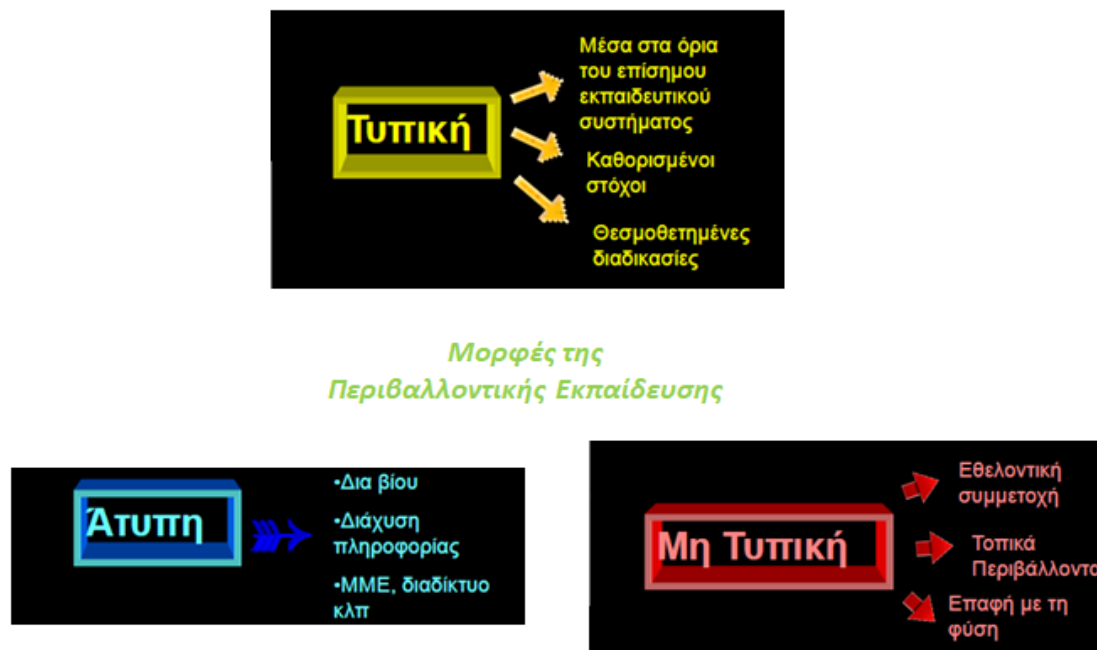 Τυπική
Μέσα στα όρια
του επίσημου
εκπαιδευτικού
συστήματος
Καθορισμένοι
στόχοι
Θεσμοθετημένες
διαδικασίες
Μορφές της
Περιβαλλοντικής Εκπαίδευσης
Άτυπη
•Δια βίου
•Διάχυση
πληροφορίας
•ΜΜΕ, διαδίκτυο
κλπ
Μη Τυπική
Εθελοντική
συμμετοχή
Τοπικά
Περιβάλλοντα
Επαφή με τη
φύση